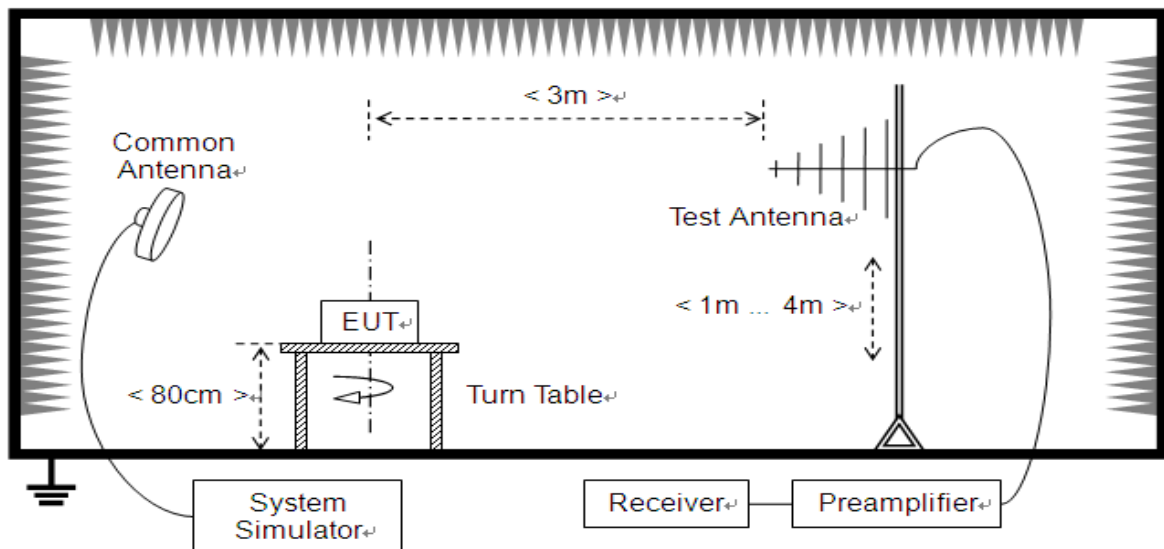 < 3m >↵
Common
Antenna↵
Test Antenna↵
< 1m ... 4m >↵
EUT↵
< 80cm >↵
Turn Table↵
System
Simulator↵
Receiver↵
Preamplifier↵